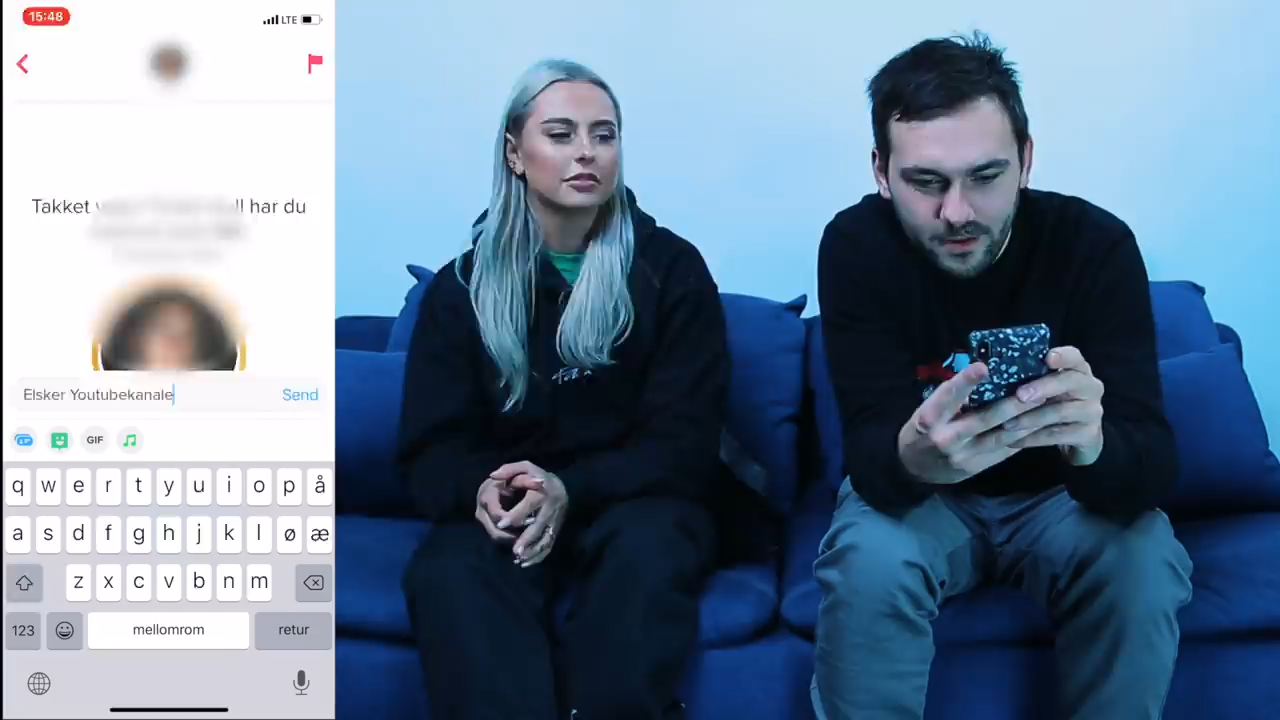 15:48
LTE
Takket
har du
Elsker Youtubekanale
Send
GIF
q w e r t y u i o p å
a s d f g h j k l ø æ
z x c v b n m
123
mellomrom
retur